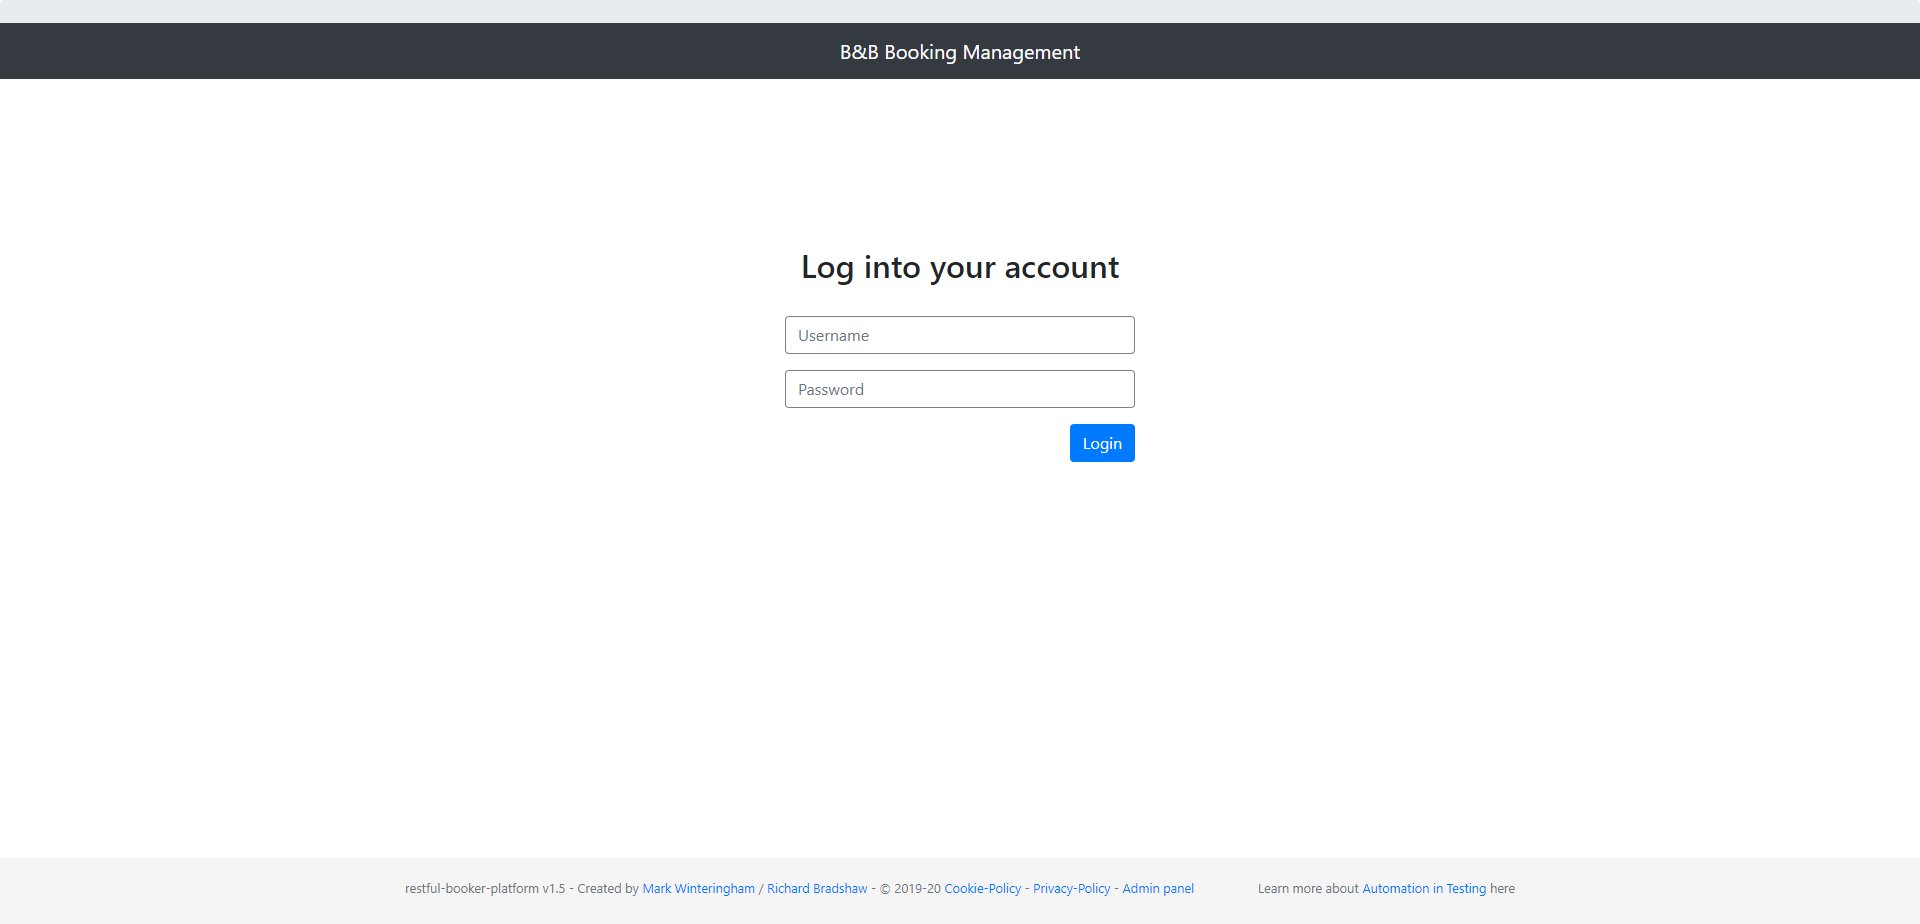 B&B Booking Management
Log into your account
Username
Password
Login
restful-booker-platform v1.5 - Created by Mark Winteringham / Richard Bradshaw - © 2019-20 Cookie-Policy - Privacy-Policy - Admin panel
Learn more about Automation in Testing here